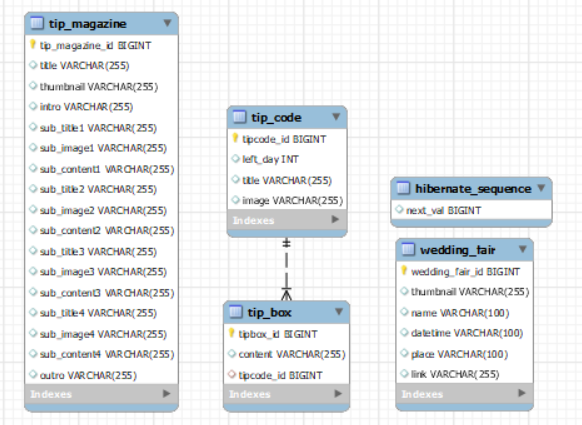 tip_magazine
tip_magazine_id BIGINT
title VARCHAR(255)
thumbnail VARCHAR(255)
intro VARCHAR(255)
sub_title1 VARCHAR(255)
sub_image1 VARCHAR(255)
sub_content1 VARCHAR(255)
sub_title2 VARCHAR(255)
sub_image2 VARCHAR(255)
sub_content2 VARCHAR(255)
sub_title3 VARCHAR(255)
sub_image3 VARCHAR(255)
sub_content3 VARCHAR(255)
sub_title4 VARCHAR(255)
sub_image4 VARCHAR(255)
sub_content4 VARCHAR(255)
outro VARCHAR(255)
Indexes
tip_code
tipcode_id BIGINT
left_day INT
title VARCHAR(255)
image VARCHAR(255)
Indexes
tip_box
tipbox_id BIGINT
content VARCHAR(255)
tipcode_id BIGINT
Indexes
hibernate_sequence
next_val BIGINT
wedding_fair
wedding_fair_id BIGINT
thumbnail VARCHAR(255)
name VARCHAR(100)
datetime VARCHAR(100)
place VARCHAR(100)
link VARCHAR(255)
Indexes